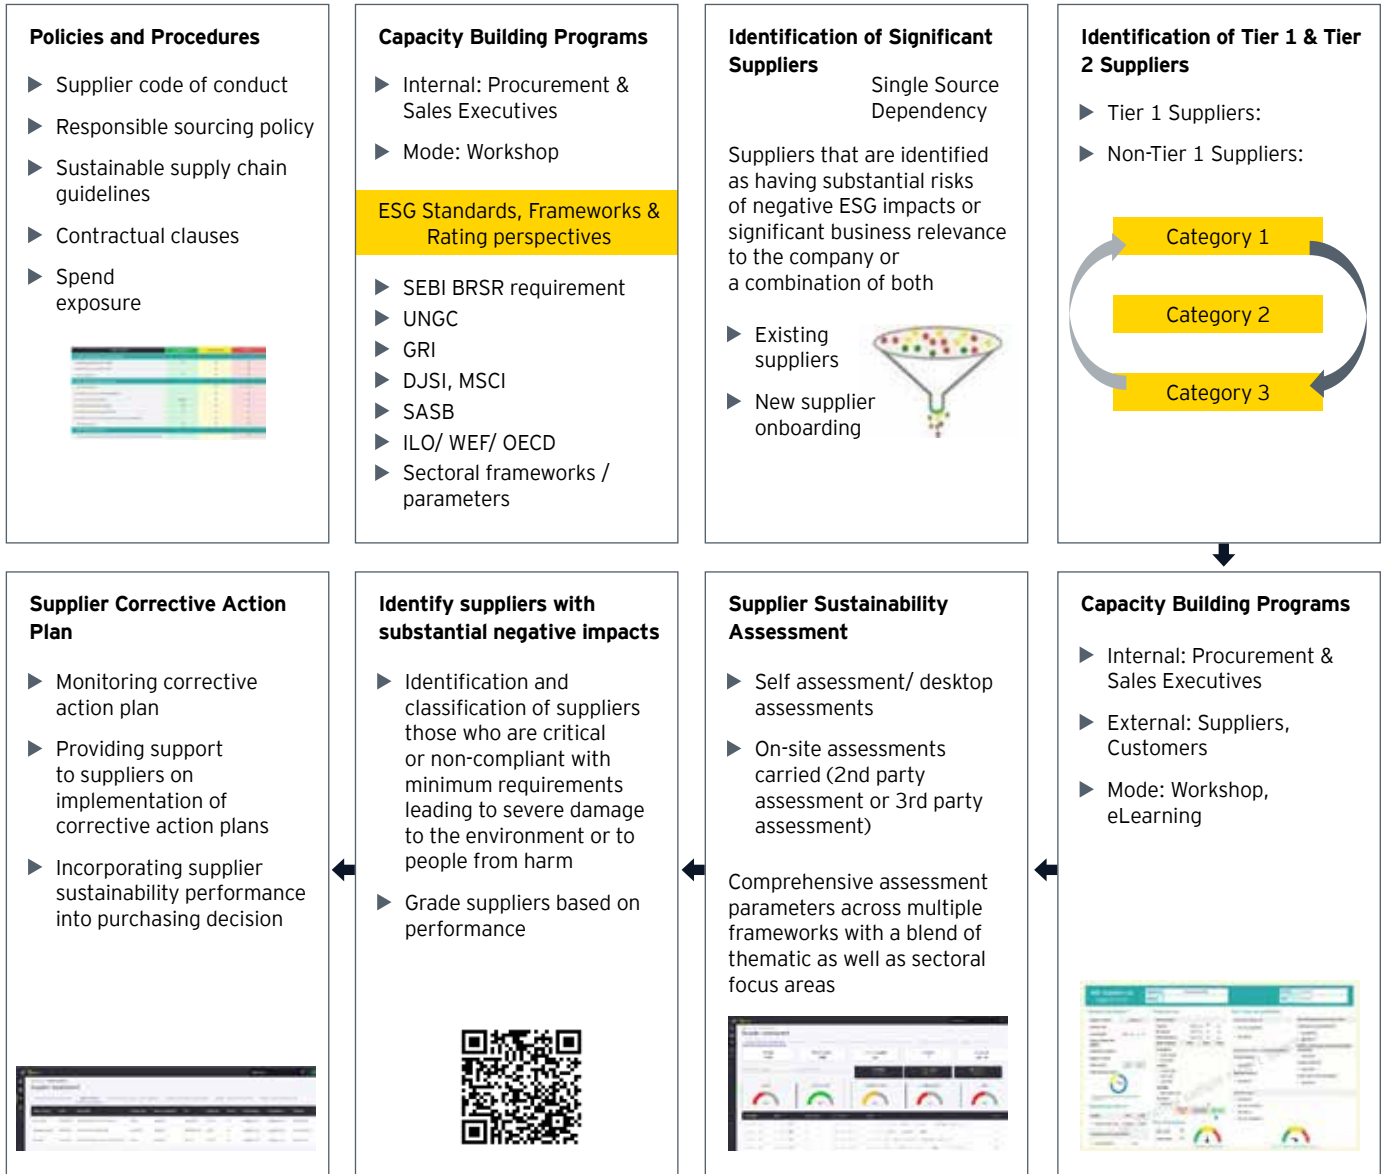 Policies and Procedures
Supplier code of conduct
Responsible sourcing policy
Sustainable supply chain
guidelines
Contractual clauses
Spend
exposure
Capacity Building Programs
Internal: Procurement &
Sales Executives
Mode: Workshop
ESG Standards, Frameworks &
Rating perspectives
SEBI BRSR requirement
UNGC
GRI
DJSI, MSCI
SASB
ILO/ WEF/ OECD
Sectoral frameworks /
parameters
Identification of Significant
Suppliers
Single Source
Dependency
Suppliers that are identified
as having substantial risks
of negative ESG impacts or
significant business relevance
to the company or
a combination of both
Existing
suppliers
New supplier
onboarding
Identification of Tier 1 & Tier
2 Suppliers
Tier 1 Suppliers:
Non-Tier 1 Suppliers:
Category 1
Category 2
Category 3
Capacity Building Programs
Internal: Procurement &
Sales Executives
External: Suppliers,
Customers
Mode: Workshop,
eLearning
Supplier Sustainability
Assessment
Self assessment/ desktop
assessments
On-site assessments
carried (2nd party
assessment or 3rd party
assessment)
Comprehensive assessment
parameters across multiple
frameworks with a blend of
thematic as well as sectoral
focus areas
Identify suppliers with
substantial negative impacts
Identification and
classification of suppliers
those who are critical
or non-compliant with
minimum requirements
leading to severe damage
to the environment or to
people from harm
Grade suppliers based on
performance
Supplier Corrective Action
Plan
Monitoring corrective
action plan
Providing support
to suppliers on
implementation of
corrective action plans
Incorporating supplier
sustainability performance
into purchasing decision